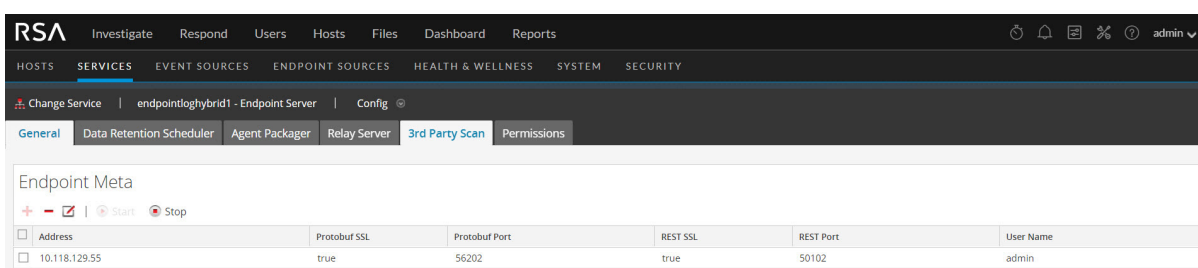 RSA Investigate Respond Users Hosts Files Dashboard Reports admin
HOSTS SERVICES EVENT SOURCES ENDPOINT SOURCES HEALTH & WELLNESS SYSTEM SECURITY
Change Service | endpointloghybrid1 - Endpoint Server | Config
General Data Retention Scheduler Agent Packager Relay Server 3rd Party Scan Permissions
Endpoint Meta
Start Stop
Address Protobuf SSL Protobuf Port REST SSL REST Port User Name
10.118.129.55 true 56202 true 50102 admin